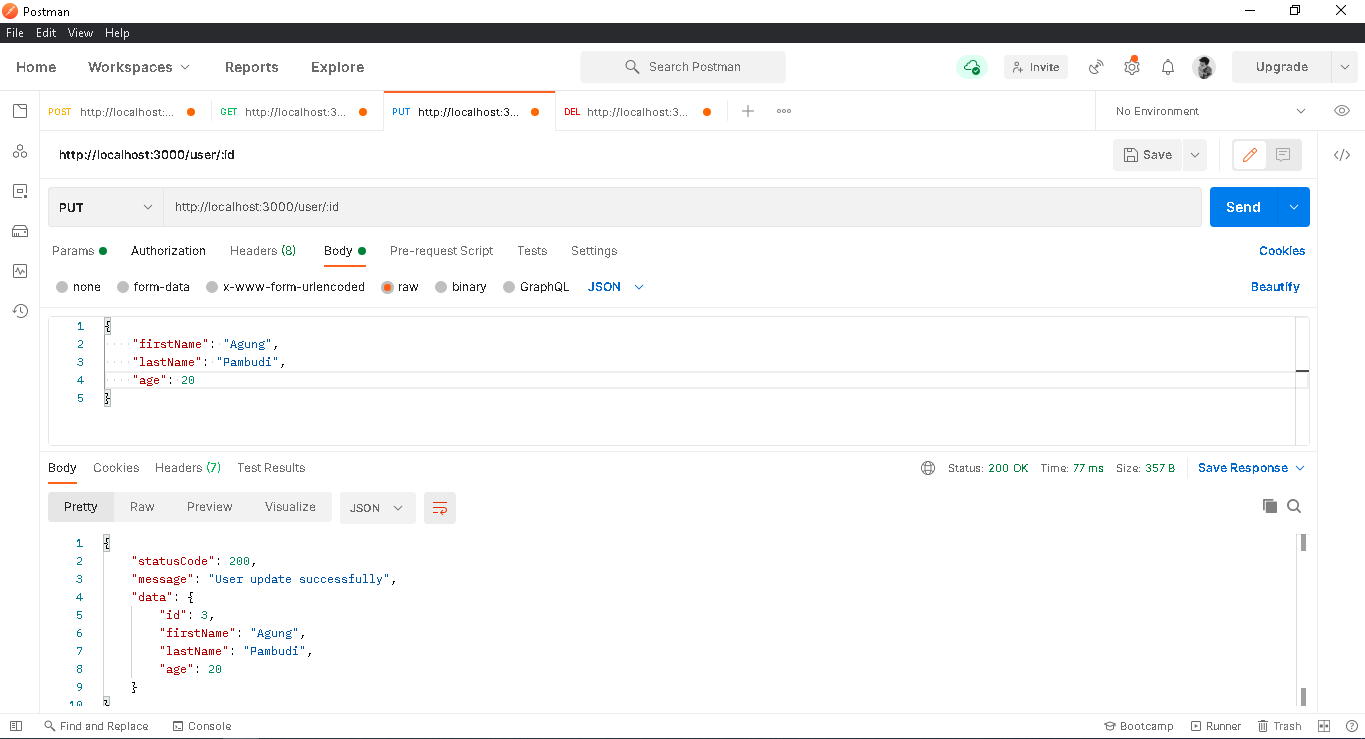 Postman
File Edit View Help
Home Workspaces Reports Explore Search Postman Invite Upgrade
POST http://localhost:... GET http://localhost:3... PUT http://localhost:3... DEL http://localhost:3... No Environment
http://localhost:3000/user/:id Save
PUT http://localhost:3000/user/:id Send
Params Authorization Headers (8) Body Pre-request Script Tests Settings Cookies
none form-data x-www-form-urlencoded raw binary GraphQL JSON Beautify
1 {
2 "firstName": "Agung",
3 "lastName": "Pambudi",
4 "age": 20
5 }
Body Cookies Headers (7) Test Results Status: 200 OK Time: 77 ms Size: 357 B Save Response
Pretty Raw Preview Visualize JSON
1 {
2 "statusCode": 200,
3 "message": "User update successfully",
4 "data": {
5 "id": 3,
6 "firstName": "Agung",
7 "lastName": "Pambudi",
8 "age": 20
9 }
10 }
Find and Replace Console Bootcamp Runner Trash